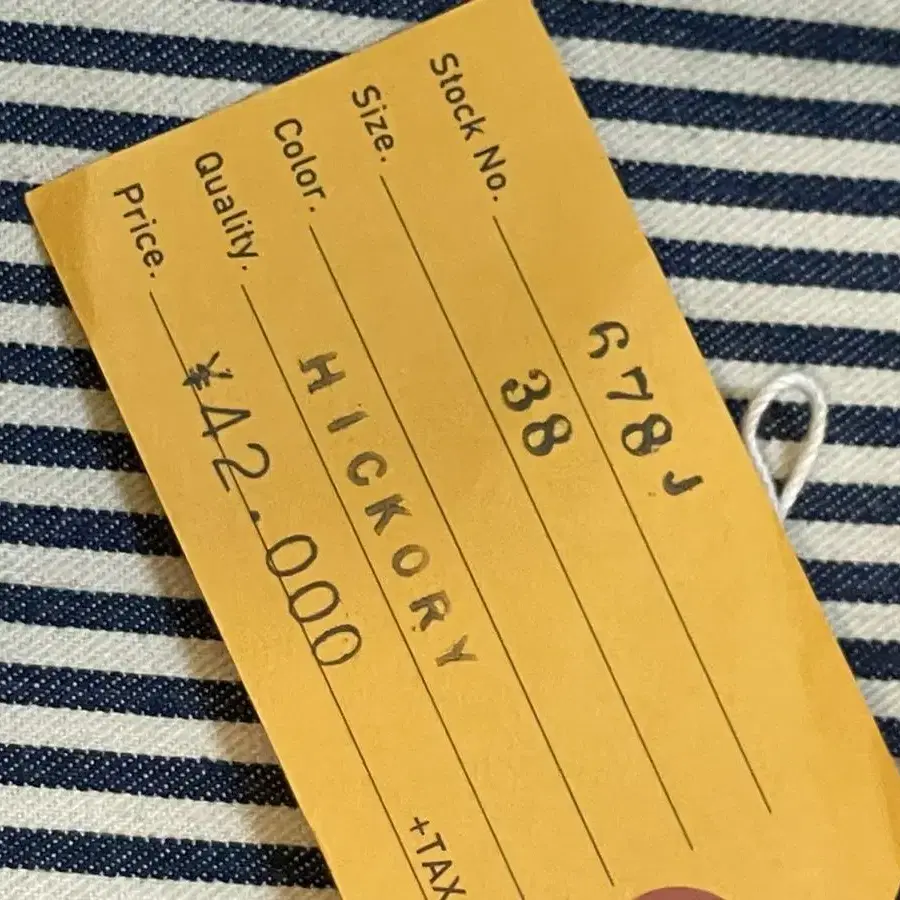 Stock No. 678J
Size. 38
Color.
Quality. HICKORY
Price. ¥42.000 +TAX